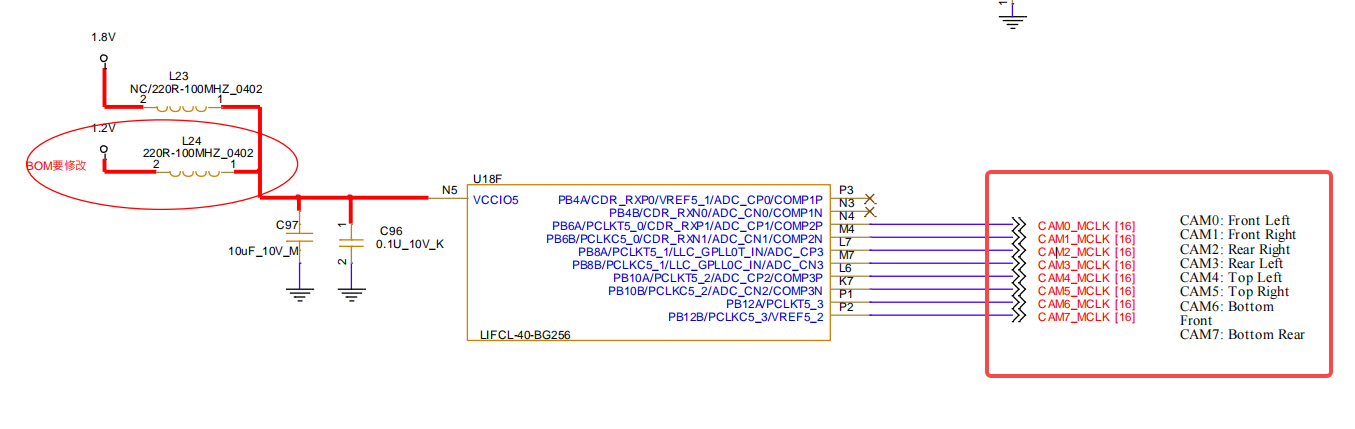 1
1.8V
L23
NC/220R-100MHZ_0402
2 1
1.2V
L24
220R-100MHZ_0402
2 1
BOM要修改
C97
10uF_10V_M
1
C96
0.1U_10V_K
2
N5
U18F
VCCIO5
PB4A/CDR_RXP0/VREF5_1/ADC_CP0/COMP1P
PB4B/CDR_RXN0/ADC_CN0/COMP1N
PB6A/PCLKT5_0/CDR_RXP1/ADC_CP1/COMP2P
PB6B/PCLKC5_0/CDR_RXN1/ADC_CN1/COMP2N
PB8A/PCLKT5_1/LLC_GPLL0T_IN/ADC_CP3
PB8B/PCLKC5_1/LLC_GPLL0C_IN/ADC_CN3
PB10A/PCLKT5_2/ADC_CP2/COMP3P
PB10B/PCLKC5_2/ADC_CN2/COMP3N
PB12A/PCLKT5_3
PB12B/PCLKC5_3/VREF5_2
LIFCL-40-BG256
P3
N3
N4
M4
L7
M7
L6
K7
P1
P2
CAM0_MCLK [16]
CAM1_MCLK [16]
CAM2_MCLK [16]
CAM3_MCLK [16]
CAM4_MCLK [16]
CAM5_MCLK [16]
CAM6_MCLK [16]
CAM7_MCLK [16]
CAM0: Front Left
CAM1: Front Right
CAM2: Rear Right
CAM3: Rear Left
CAM4: Top Left
CAM5: Top Right
CAM6: Bottom
Front
CAM7: Bottom Rear